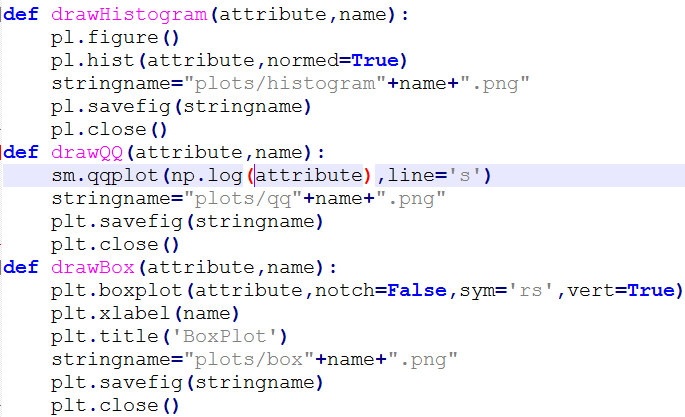 def drawHistogram(attribute,name):
    pl.figure()
    pl.hist(attribute,normed=True)
    stringname="plots/histogram"+name+".png"
    pl.savefig(stringname)
    pl.close()
def drawQQ(attribute,name):
    sm.qqplot(np.log(attribute),line='s')
    stringname="plots/qq"+name+".png"
    plt.savefig(stringname)
    plt.close()
def drawBox(attribute,name):
    plt.boxplot(attribute,notch=False,sym='rs',vert=True)
    plt.xlabel(name)
    plt.title('BoxPlot')
    stringname="plots/box"+name+".png"
    plt.savefig(stringname)
    plt.close()